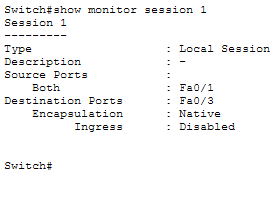 Switch#show monitor session 1
Session 1
---------
Type                   : Local Session
Description            : -
Source Ports           :
    Both               : Fa0/1
Destination Ports      : Fa0/3
    Encapsulation      : Native
          Ingress      : Disabled
Switch#